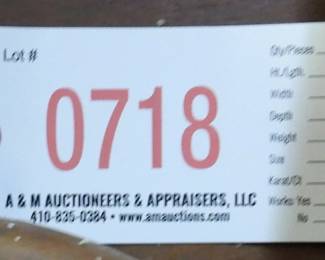 Lot #
0718
A & M AUCTIONEERS & APPRAISERS, LLC
410-835-0384 • www.amauctions.com
Qty/Pieces
Ht./Lgth.
Width
Depth
Weight
Size
Karat/Ct
Works: Yes
No